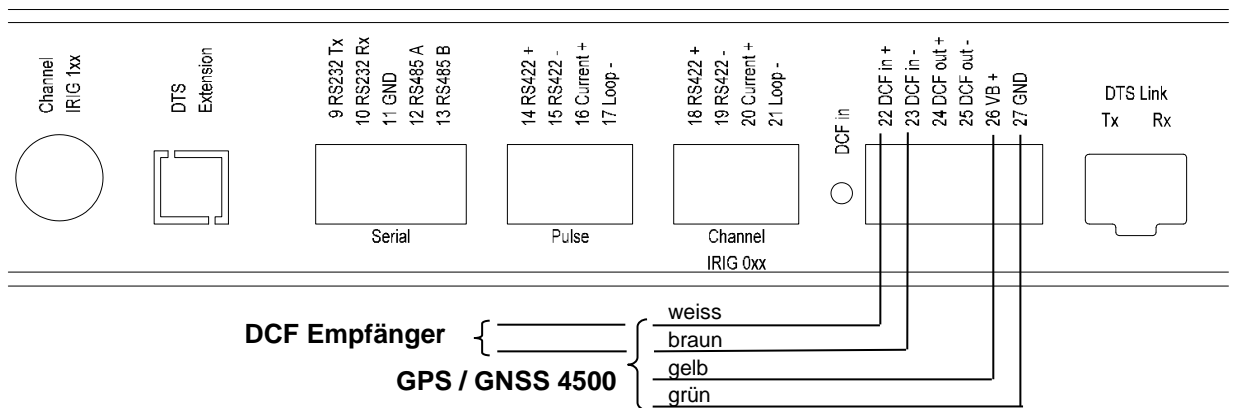 Channel
IRIG 1xx
DTS
Extension
9 RS232 Tx
10 RS232 Rx
11 GND
12 RS485 A
13 RS485 B
Serial
14 RS422 +
15 RS422 -
16 Current +
17 Loop -
Pulse
18 RS422 +
19 RS422 -
20 Current +
21 Loop -
Channel
IRIG 0xx
DCF in
22 DCF in +
23 DCF in -
24 DCF out +
25 DCF out -
26 VB +
27 GND
DTS Link
Tx Rx
DCF Empfänger
GPS / GNSS 4500
weiss
braun
gelb
grün